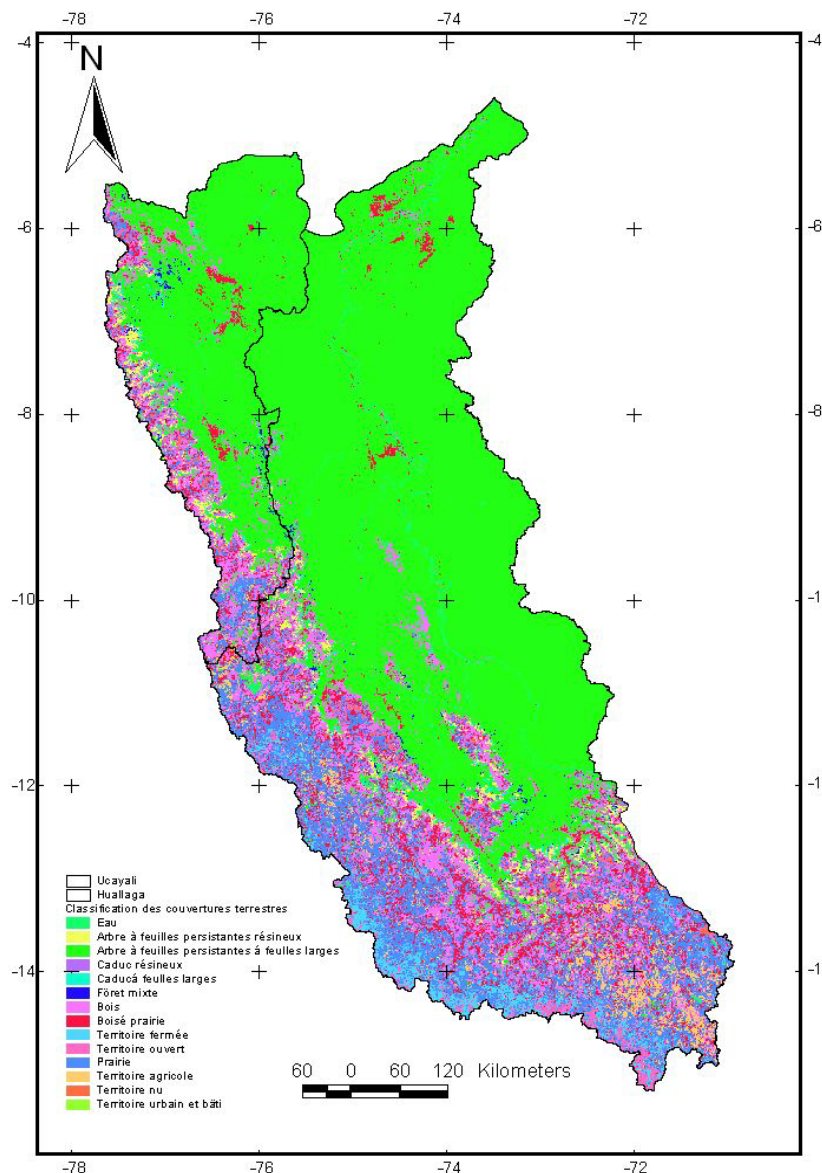 -78 -76 -74 -72
-4 -4
N
-6 -6
-8 -8
-10 -1
-12 -1
-14 -1
Ucayali
Huallaga
Classification des couvertures terrestres
Eau
Arbre à feuilles persistantes résineux
Arbre à feuilles persistantes á feulles larges
Caduc résineux
Caducá feulles larges
Fôret mixte
Bois
Boisé prairie
Territoire fermée
Territoire ouvert
Prairie
Territoire agricole
Territoire nu
Territoire urbain et bâti
60 0 60 120 Kilometers
-78 -76 -74 -72